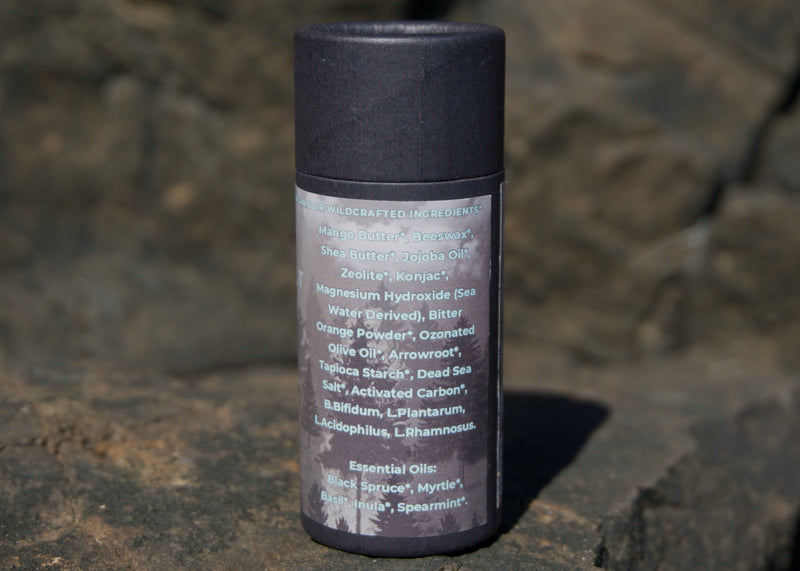 OR WILDCRAFTED INGREDIENTS*
Mango Butter*, Beeswax*,
Shea Butter*, Jojoba Oil*,
Zeolite*, Konjac*,
Magnesium Hydroxide (Sea
Water Derived), Bitter
Orange Powder*, Ozonated
Olive Oil*, Arrowroot*,
Tapioca Starch*, Dead Sea
Salt*, Activated Carbon*,
B.Bifidum, L.Plantarum,
L.Acidophilus, L.Rhamnosus.
Essential Oils:
Black Spruce*, Myrtle*,
Basil*, Inula*, Spearmint*.